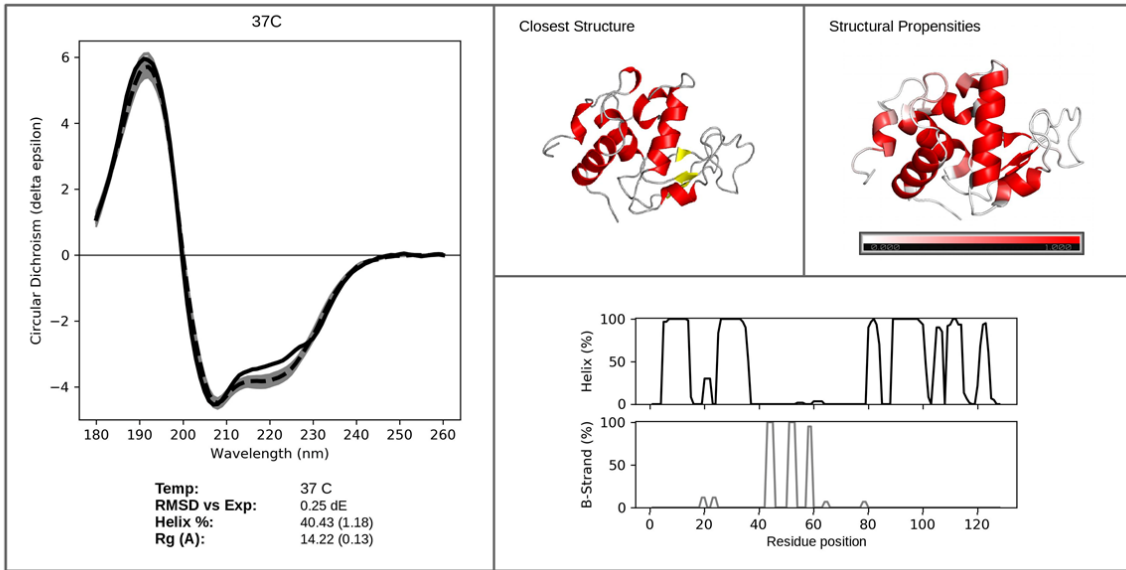 37C
Circular Dichroism (delta epsilon)
6
4
2
0
−2
−4
180 190 200 210 220 230 240 250 260
Wavelength (nm)
Temp: 37 C
RMSD vs Exp: 0.25 dE
Helix %: 40.43 (1.18)
Rg (A): 14.22 (0.13)
Closest Structure
Structural Propensities
0.000 1.000
Helix (%)
100
50
0
B-Strand (%)
100
50
0
0 20 40 60 80 100 120
Residue position